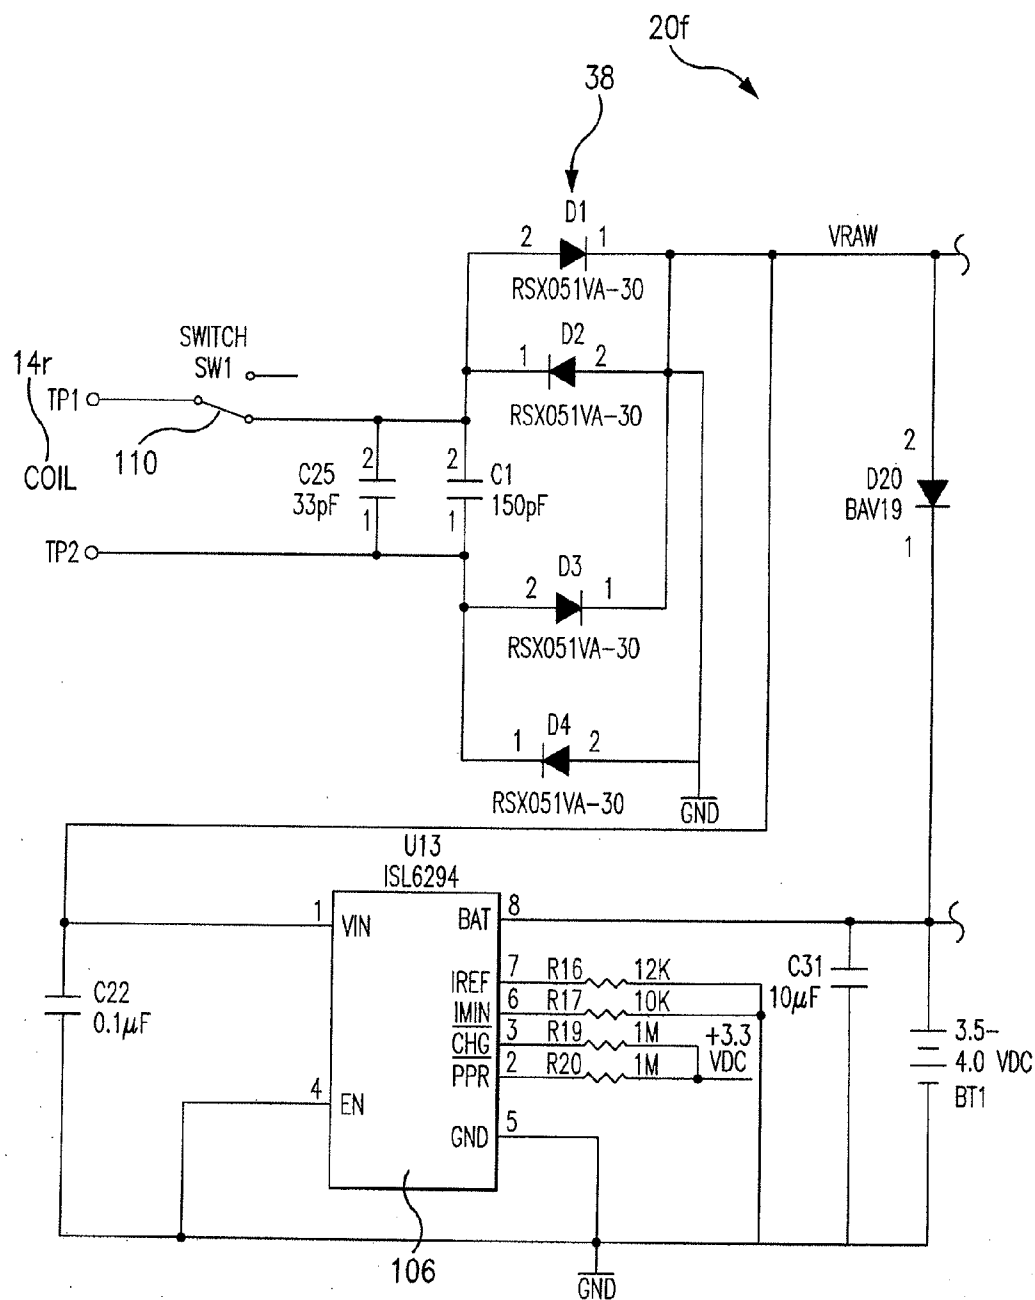 20f
38
D1
2 1
VRAW
RSX051VA-30
D2
1 2
RSX051VA-30
SWITCH
SW1
14r
TP1
110
COIL
2 2
C25 C1
33pF 150pF
1 1
TP2
2
D20
BAV19
1
D3
2 1
RSX051VA-30
D4
1 2
RSX051VA-30
GND
U13
ISL6294
1 VIN
BAT 8
C22
0.1μF
IREF 7 R16 12K
IMIN 6 R17 10K
CHG 3 R19 1M
PPR 2 R20 1M
+3.3
VDC
C31
10μF
3.5-
4.0 VDC
BT1
4 EN
GND 5
106
GND